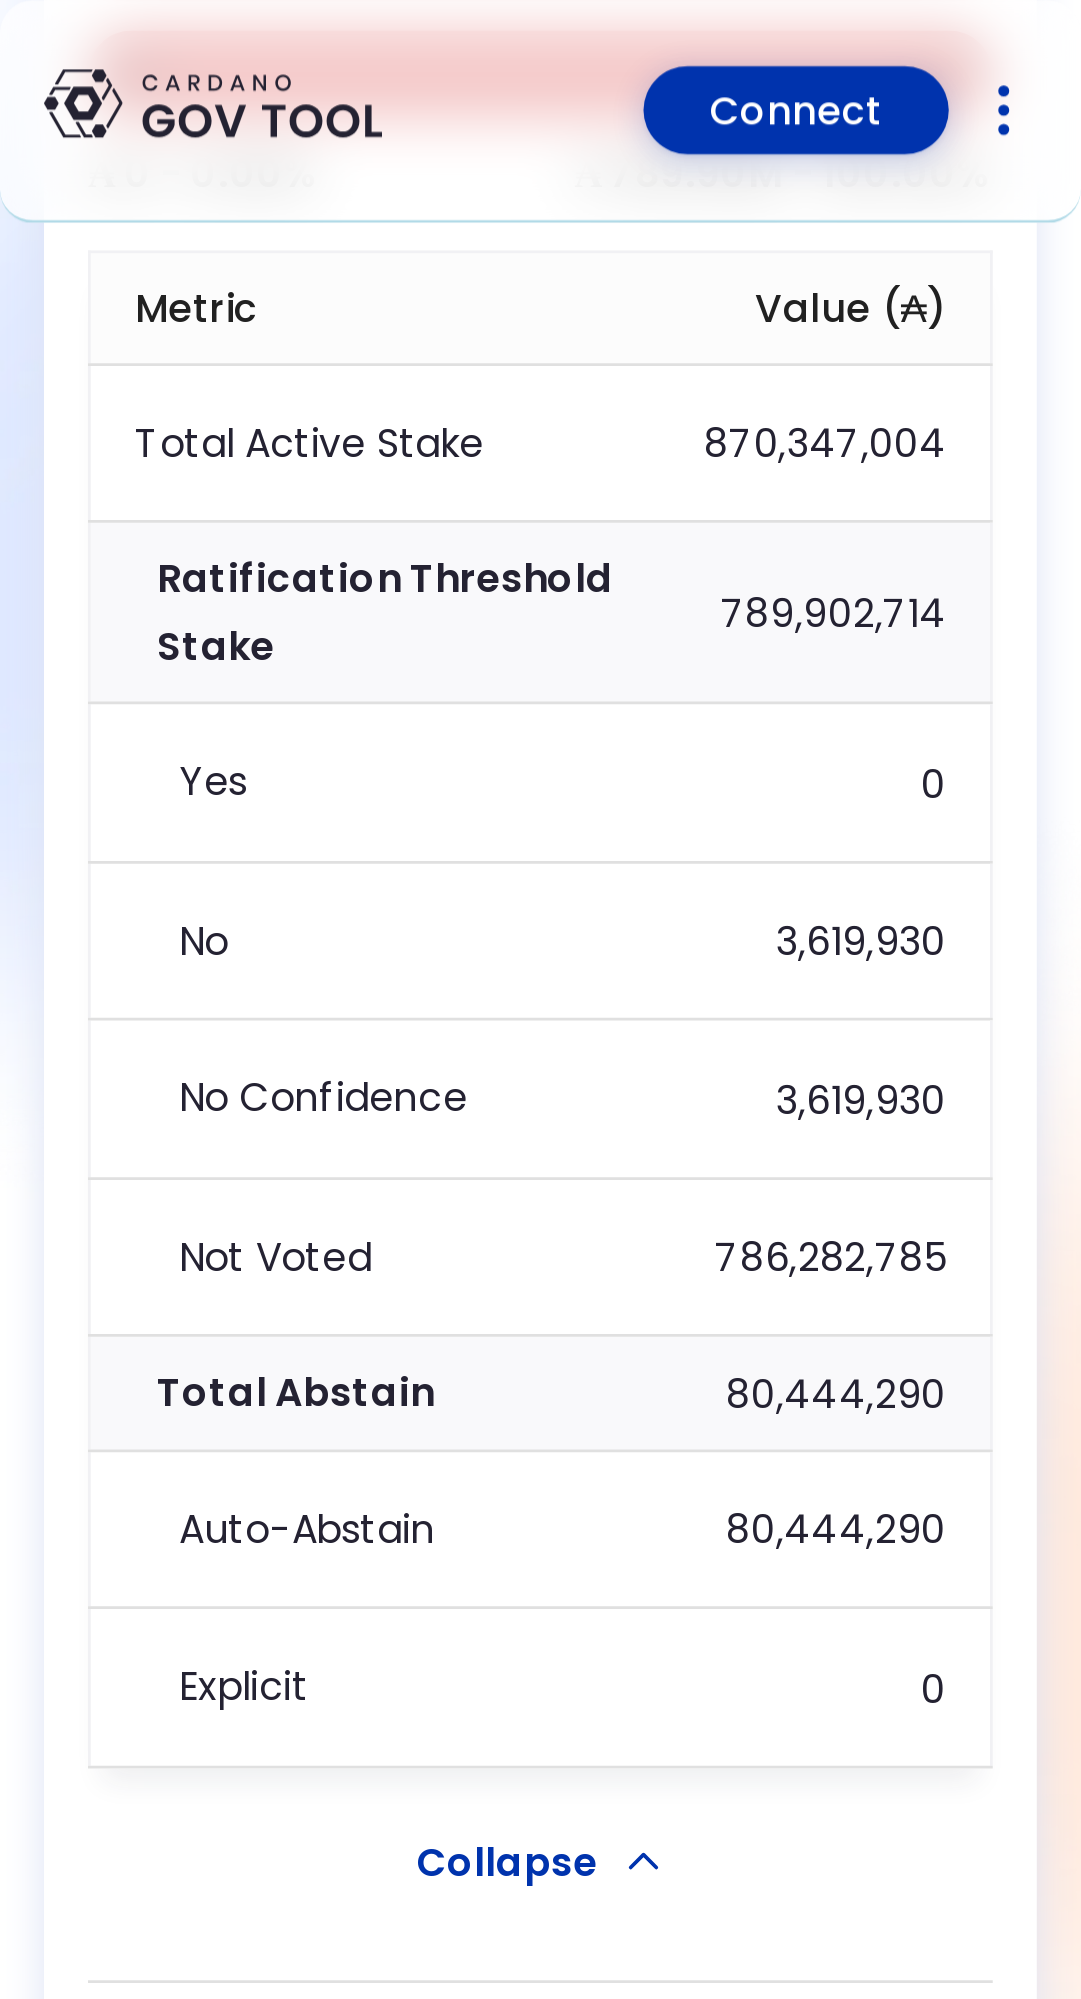 CARDANO
GOV TOOL
Connect
Metric Value (₳)
Total Active Stake 870,347,004
Ratification Threshold
Stake 789,902,714
Yes 0
No 3,619,930
No Confidence 3,619,930
Not Voted 786,282,785
Total Abstain 80,444,290
Auto-Abstain 80,444,290
Explicit 0
Collapse